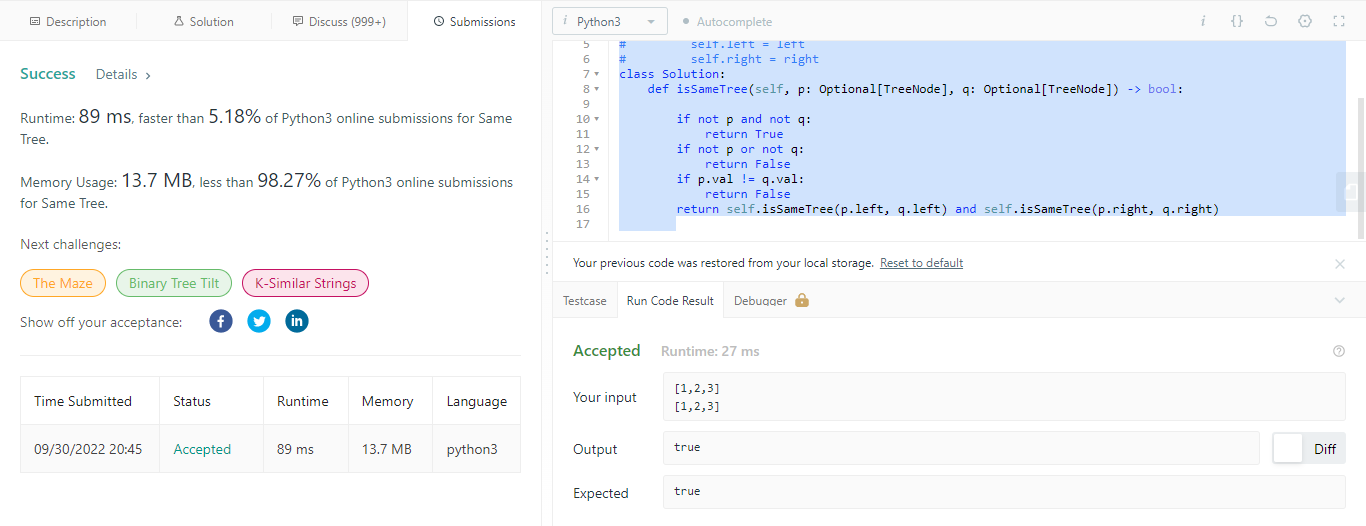 Description
Solution
Discuss (999+)
Submissions
Success
Details
Runtime: 89 ms, faster than 5.18% of Python3 online submissions for Same
Tree.
Memory Usage: 13.7 MB, less than 98.27% of Python3 online submissions
for Same Tree.
Next challenges:
The Maze
Binary Tree Tilt
K-Similar Strings
Show off your acceptance:
Time Submitted Status Runtime Memory Language
09/30/2022 20:45 Accepted 89 ms 13.7 MB python3
i Python3
Autocomplete
i {}
5 #         self.left = left
6 #         self.right = right
7 class Solution:
8     def isSameTree(self, p: Optional[TreeNode], q: Optional[TreeNode]) -> bool:
9
10         if not p and not q:
11             return True
12         if not p or not q:
13             return False
14         if p.val != q.val:
15             return False
16         return self.isSameTree(p.left, q.left) and self.isSameTree(p.right, q.right)
17
Your previous code was restored from your local storage. Reset to default
Testcase
Run Code Result
Debugger
Accepted Runtime: 27 ms
Your input
[1,2,3]
[1,2,3]
Output
true
Diff
Expected
true